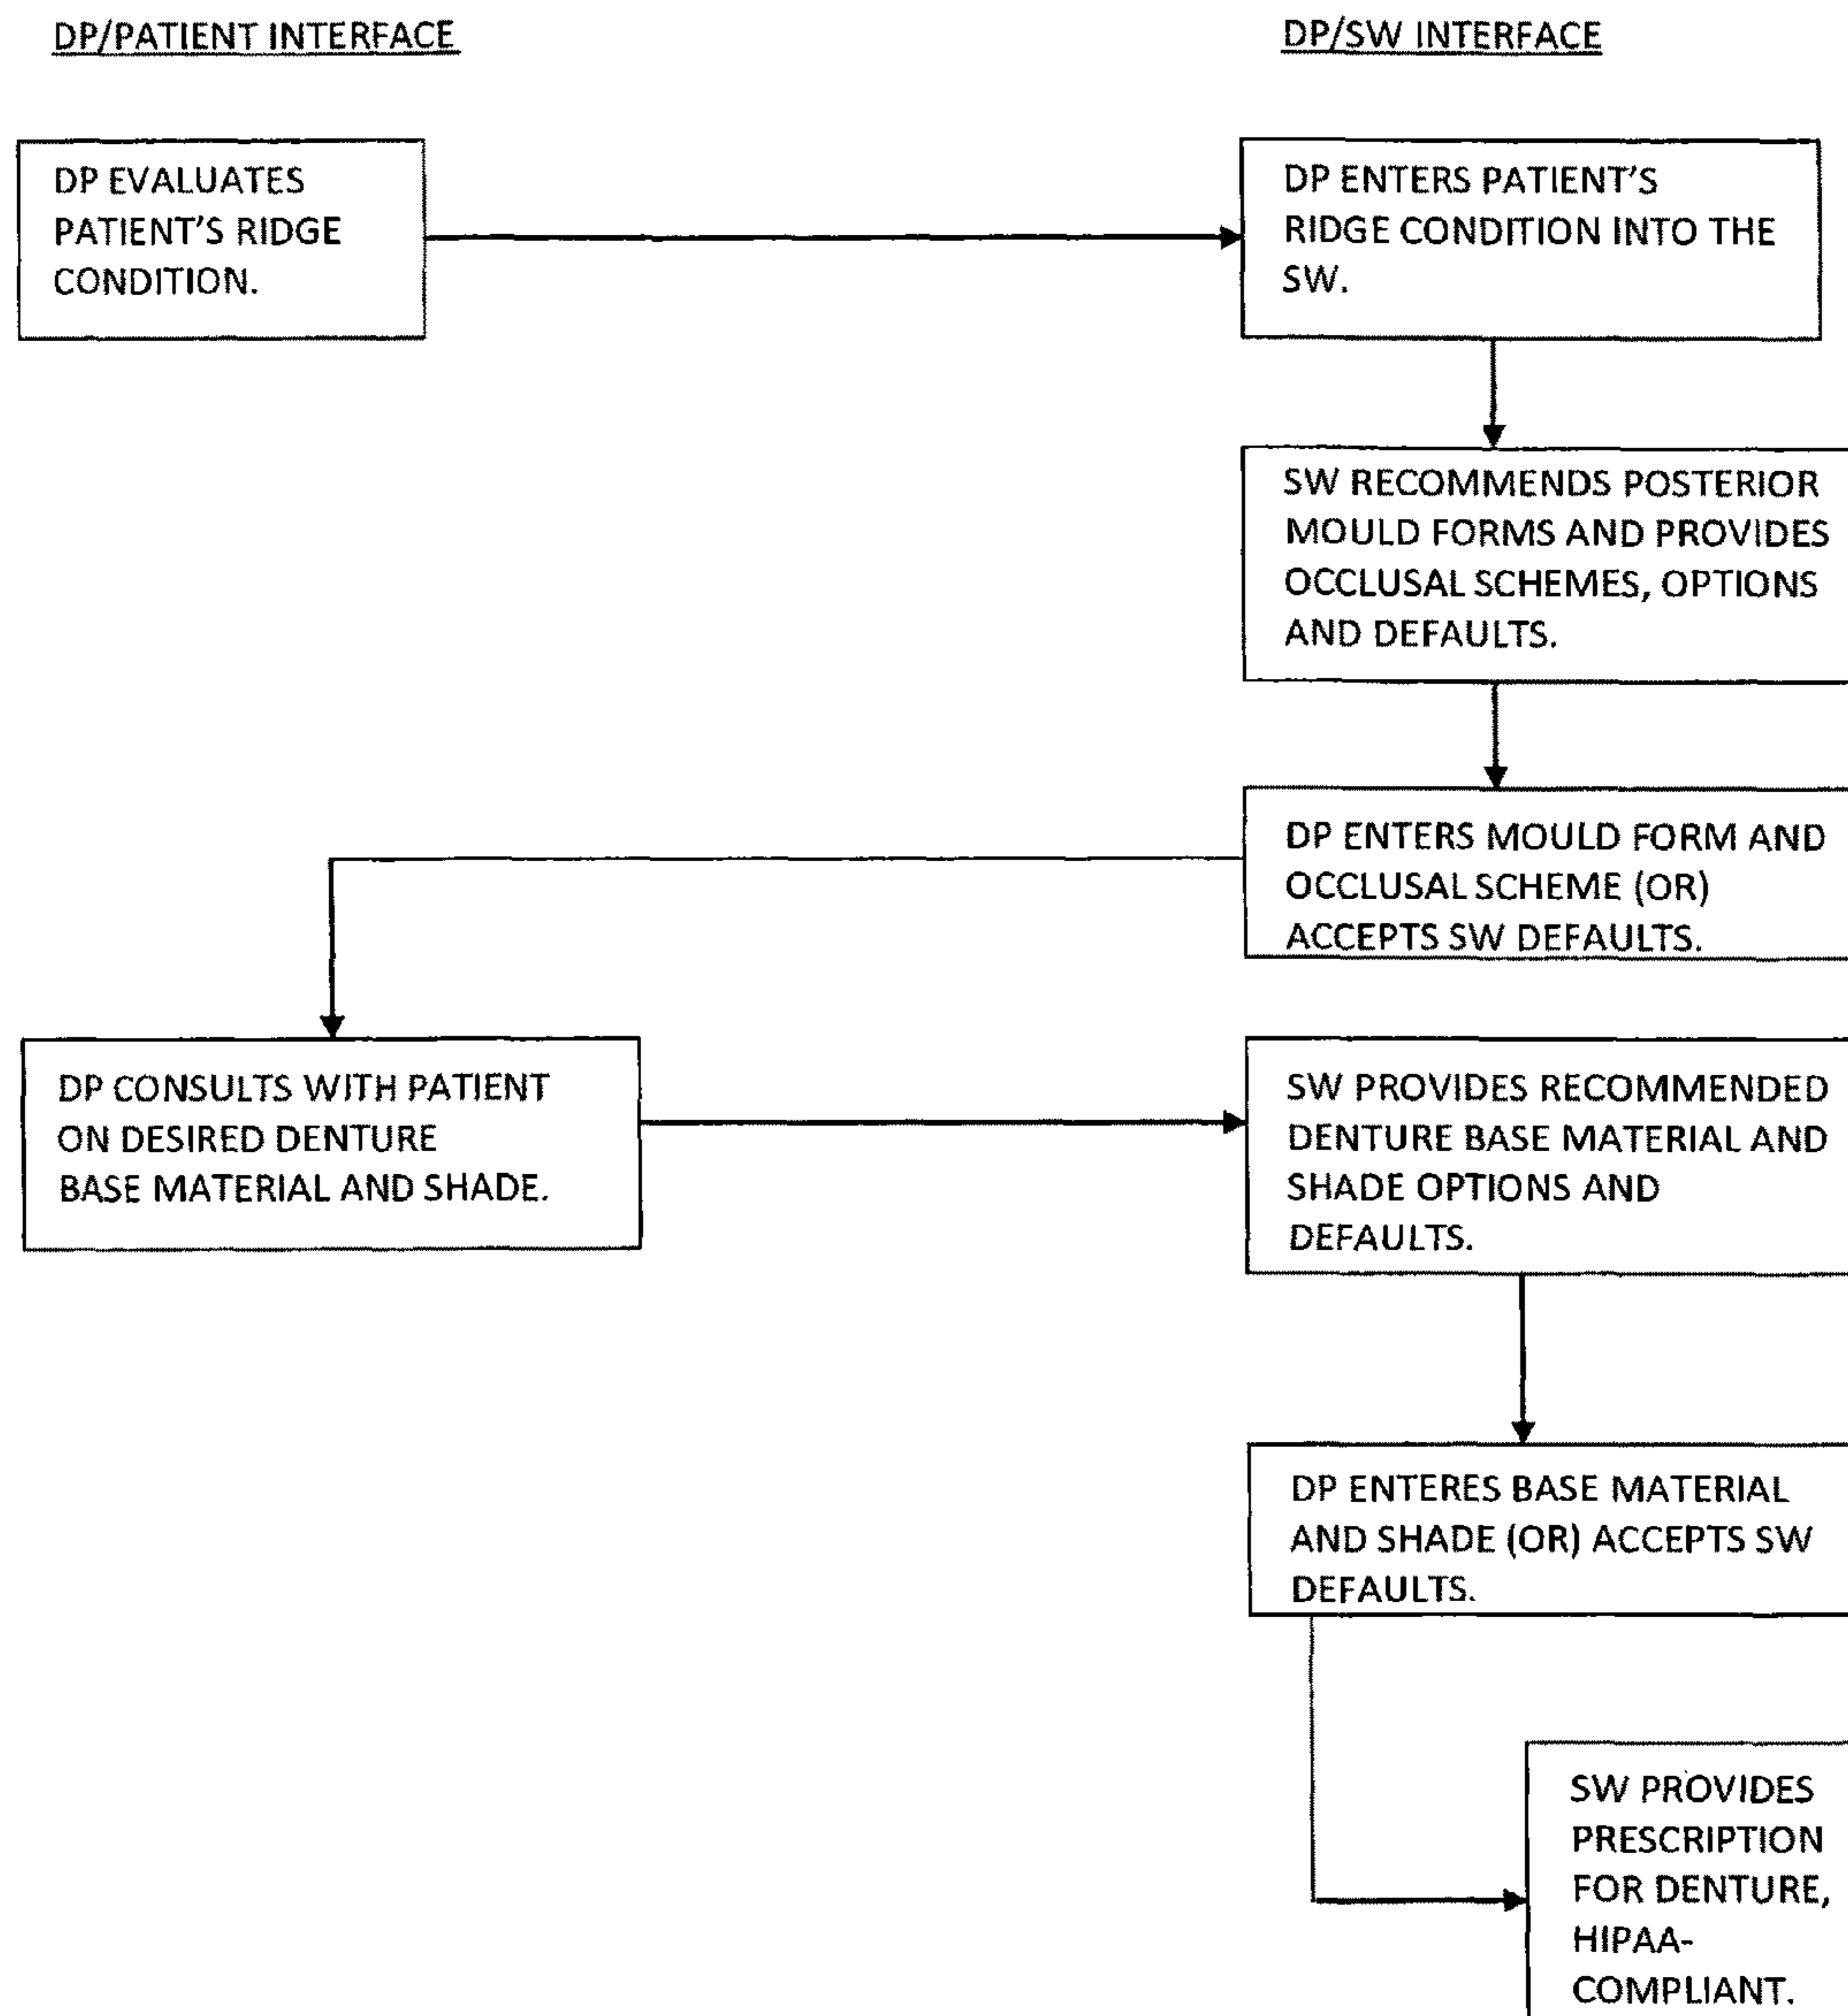 DP/PATIENT INTERFACE
DP/SW INTERFACE
DP EVALUATES
PATIENT'S RIDGE
CONDITION.
DP ENTERS PATIENT'S
RIDGE CONDITION INTO THE
SW.
SW RECOMMENDS POSTERIOR
MOULD FORMS AND PROVIDES
OCCLUSAL SCHEMES, OPTIONS
AND DEFAULTS.
DP ENTERS MOULD FORM AND
OCCLUSAL SCHEME (OR)
ACCEPTS SW DEFAULTS.
DP CONSULTS WITH PATIENT
ON DESIRED DENTURE
BASE MATERIAL AND SHADE.
SW PROVIDES RECOMMENDED
DENTURE BASE MATERIAL AND
SHADE OPTIONS AND
DEFAULTS.
DP ENTERES BASE MATERIAL
AND SHADE (OR) ACCEPTS SW
DEFAULTS.
SW PROVIDES
PRESCRIPTION
FOR DENTURE,
HIPAA-
COMPLIANT.